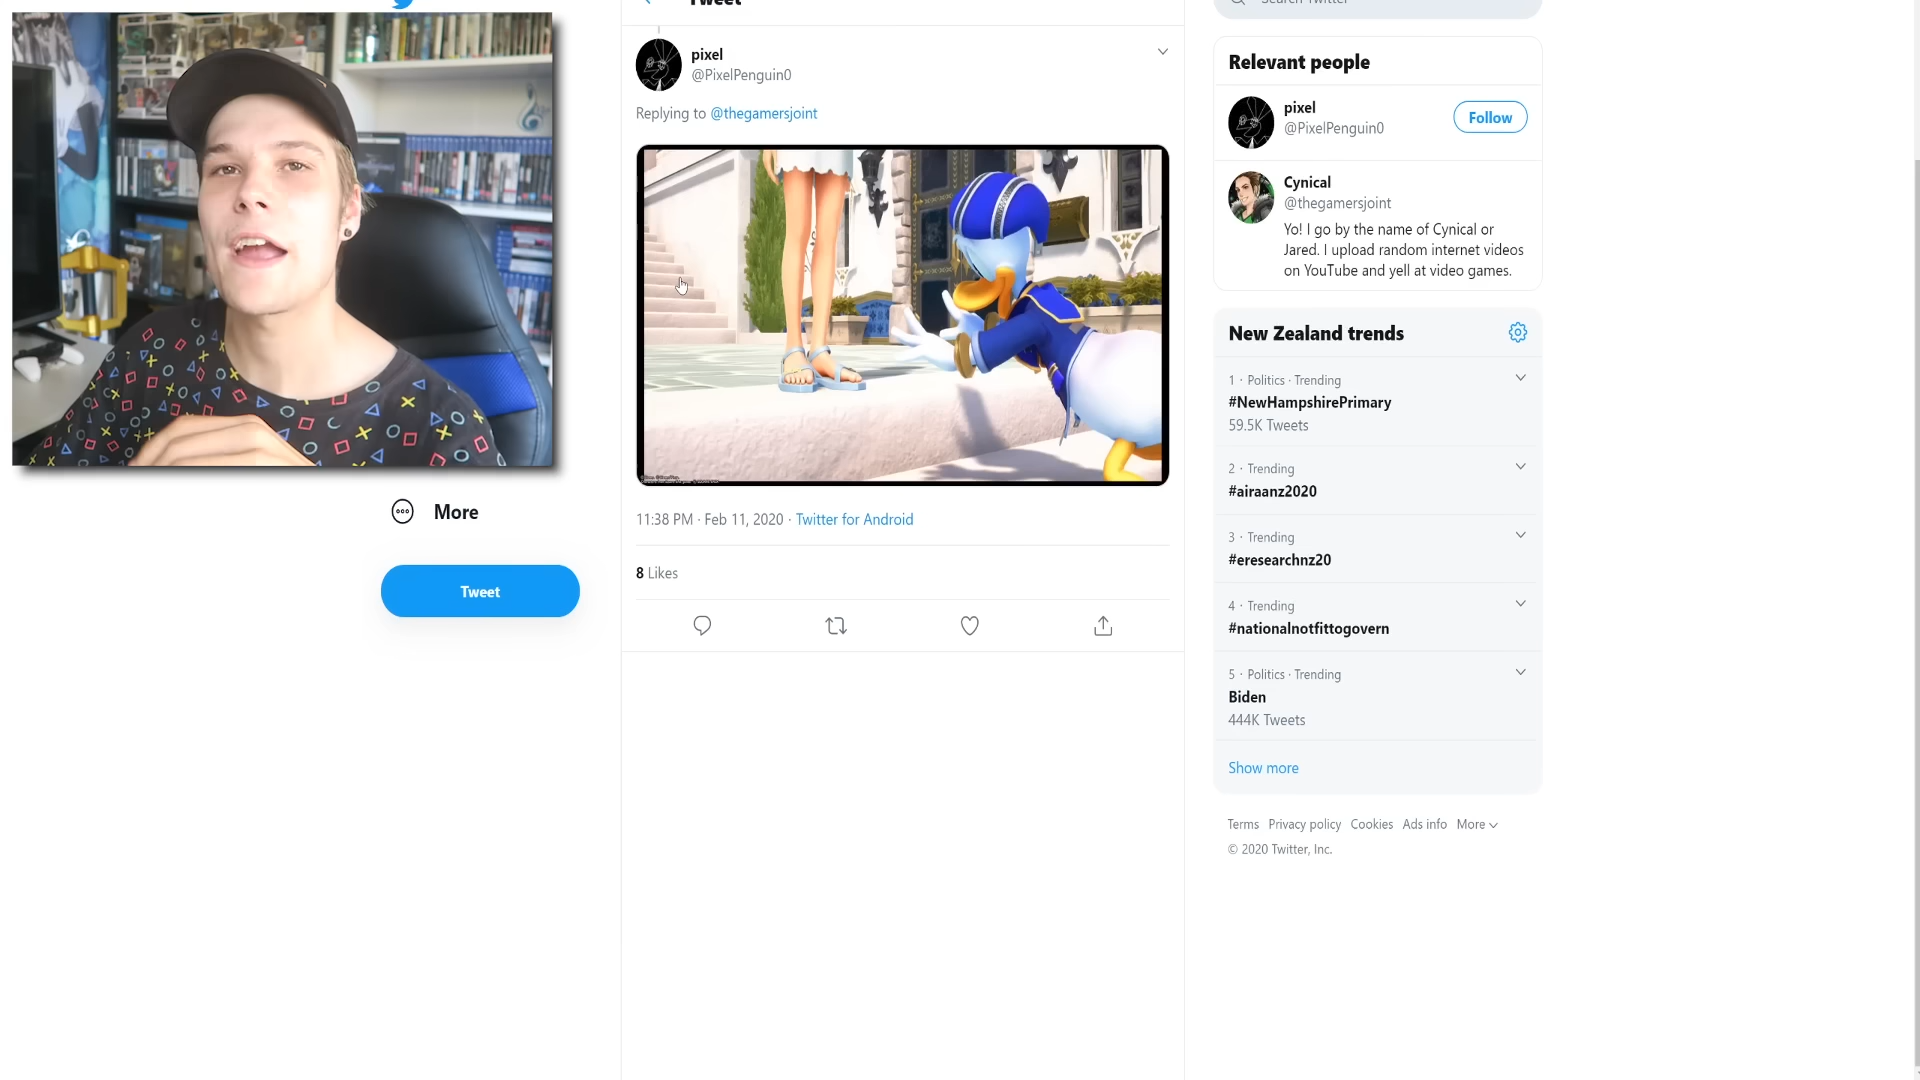 Tweet
Search Twitter
pixel
@PixelPenguin0
Replying to @thegamersjoint
11:38 PM · Feb 11, 2020 · Twitter for Android
8 Likes
More
Tweet
Relevant people
pixel
@PixelPenguin0
Follow
Cynical
@thegamersjoint
Yo! I go by the name of Cynical or
Jared. I upload random internet videos
on YouTube and yell at video games.
New Zealand trends
1 · Politics · Trending
#NewHampshirePrimary
59.5K Tweets
2 · Trending
#airaanz2020
3 · Trending
#eresearchnz20
4 · Trending
#nationalnotfittogovern
5 · Politics · Trending
Biden
444K Tweets
Show more
Terms Privacy policy Cookies Ads info More
© 2020 Twitter, Inc.